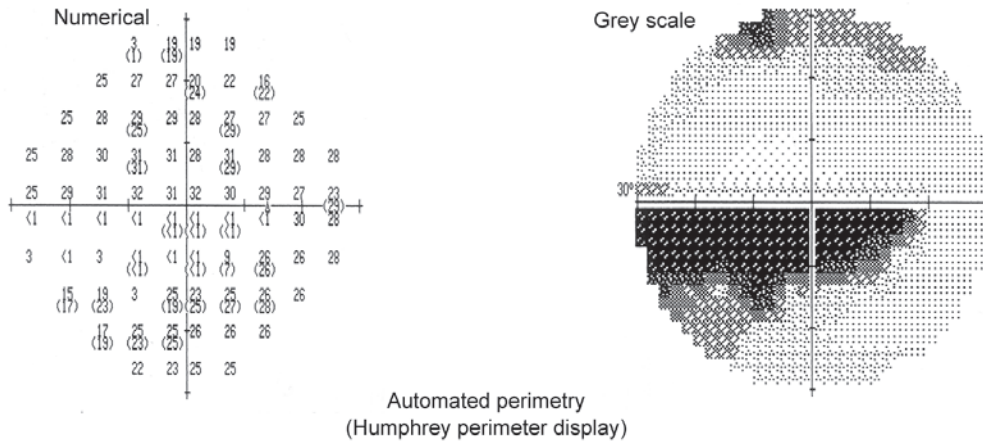 Numerical
Grey scale
3 19 19 19
(1) (19)
25 27 27 20 22 16
(24) (22)
25 28 29 29 28 27 27 25
(25) (29)
25 28 30 31 31 28 31 28 28 28
(31) (29)
25 29 31 32 31 32 30 29 27 23
(23)
30°
<1 <1 <1 <1 <1 <1 <1 <1 30 28
(<1) (<1) (<1)
3 <1 3 <1 <1 <1 9 26 26 28
(<1) (<1) (7) (26)
15 19 3 25 23 25 26 26
(17) (23) (19) (25) (27) (28)
17 25 25 26 26 26
(19) (23) (25)
22 23 25 25
Automated perimetry
(Humphrey perimeter display)